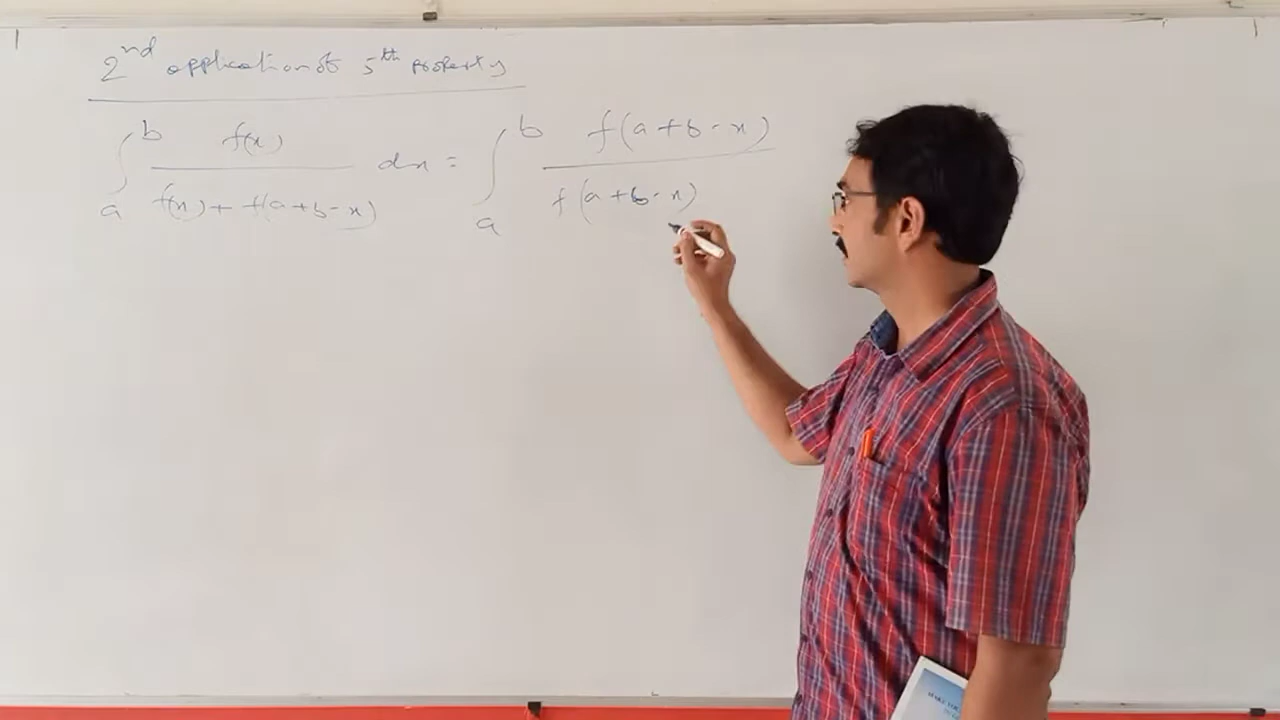 2nd application of 5th property
∫ₐᵇ f(x) / (f(x) + f(a+b-x)) dx = ∫ₐᵇ f(a+b-x) / f(a+b-x)